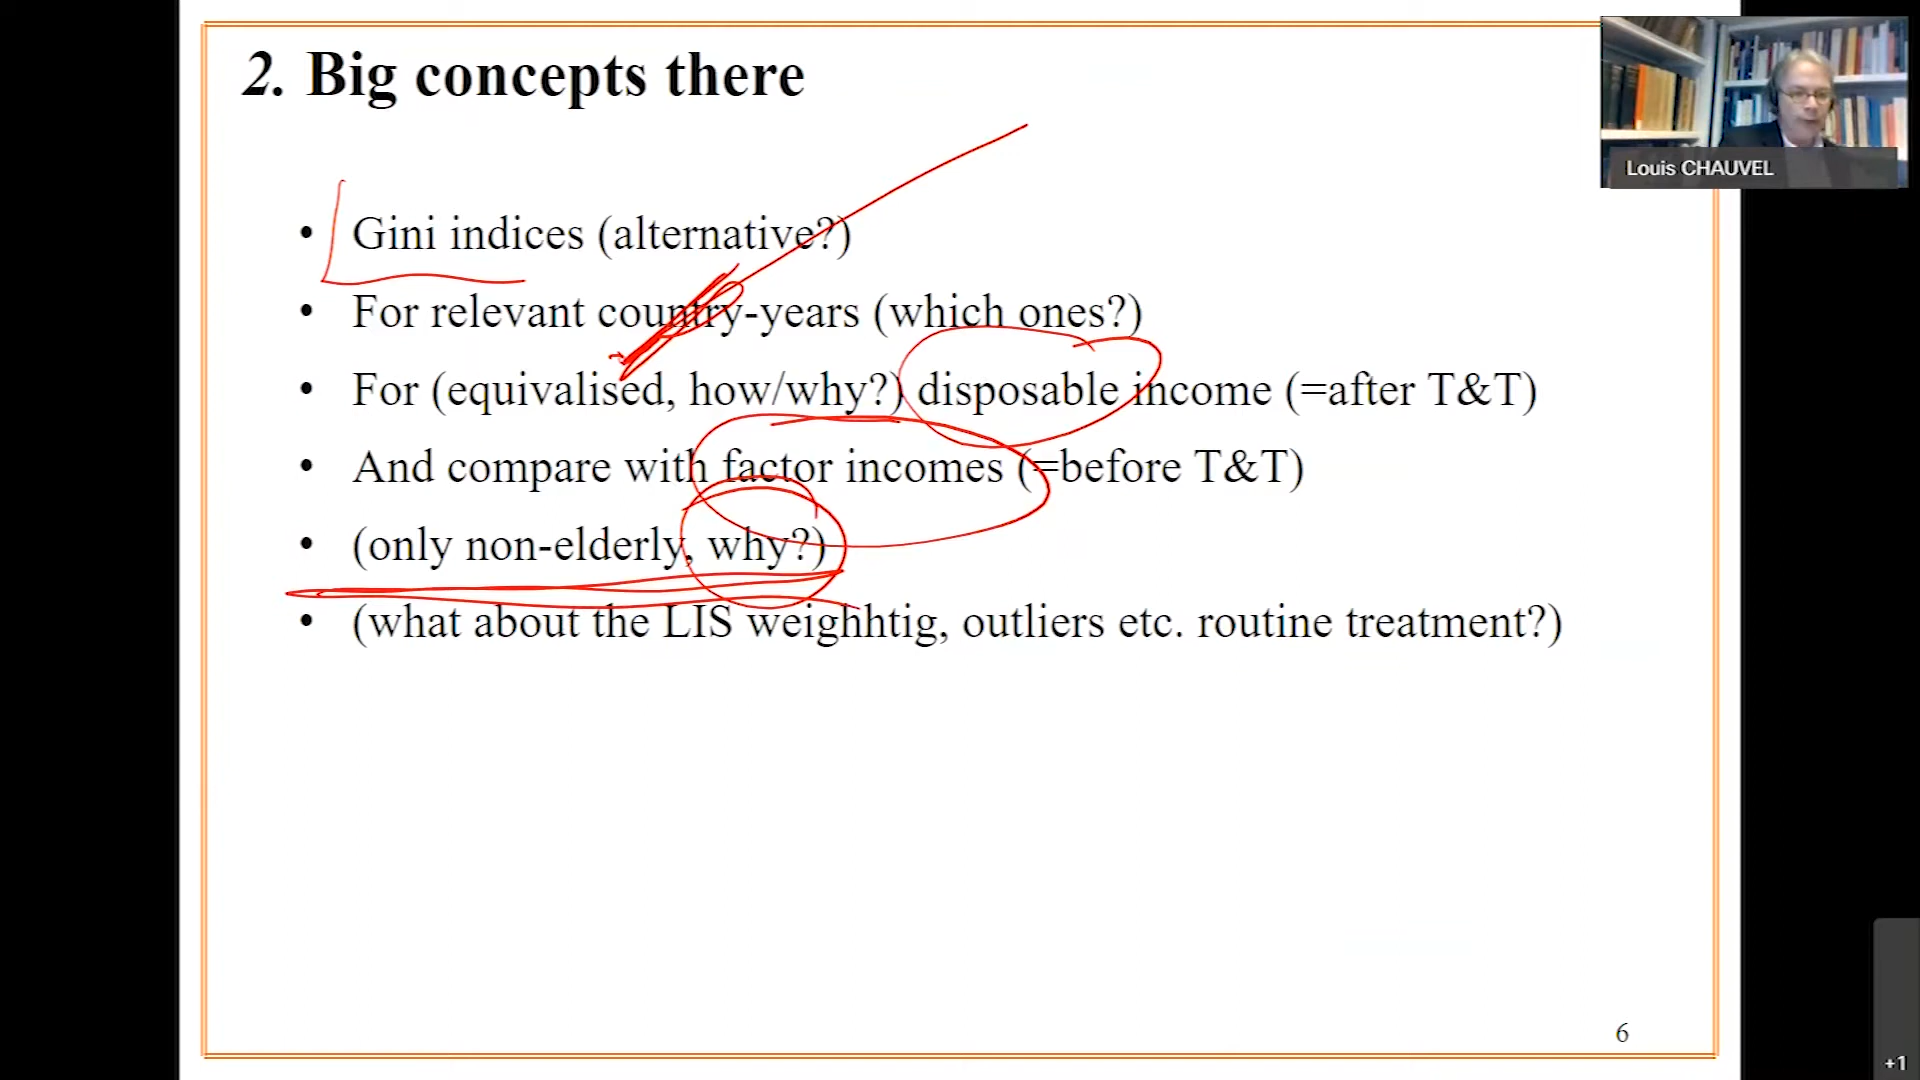 2. Big concepts there
Louis CHAUVEL
• Gini indices (alternative?)
• For relevant country-years (which ones?)
• For (equivalised, how/why?) disposable income (=after T&T)
• And compare with factor incomes (=before T&T)
• (only non-elderly, why?)
• (what about the LIS weighhtig, outliers etc. routine treatment?)
6
+1